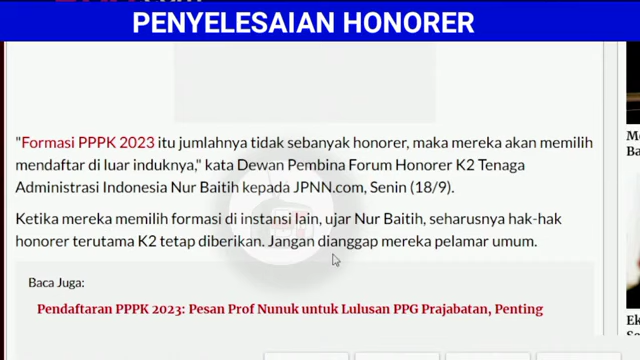 PENYELESAIAN HONORER
"Formasi PPPK 2023 itu jumlahnya tidak sebanyak honorer, maka mereka akan memilih
mendaftar di luar induknya," kata Dewan Pembina Forum Honorer K2 Tenaga
Administrasi Indonesia Nur Baitih kepada JPNN.com, Senin (18/9).
Ketika mereka memilih formasi di instansi lain, ujar Nur Baitih, seharusnya hak-hak
honorer terutama K2 tetap diberikan. Jangan dianggap mereka pelamar umum.
Baca Juga:
Pendaftaran PPPK 2023: Pesan Prof Nunuk untuk Lulusan PPG Prajabatan, Penting